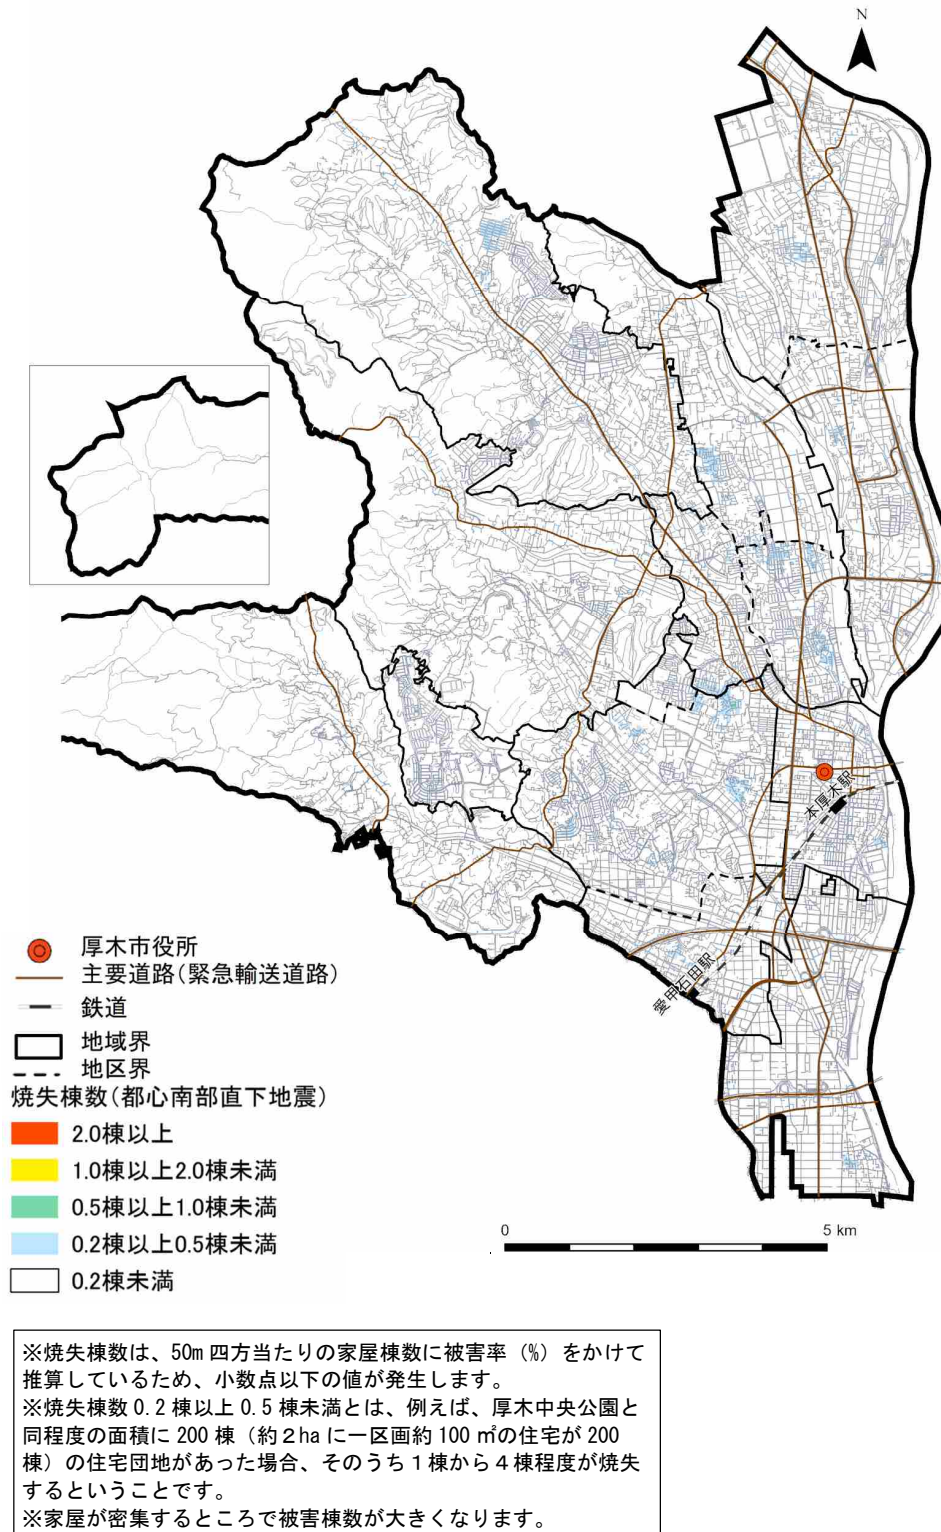 N
本厚木駅
愛甲石田駅
厚木市役所
主要道路(緊急輸送道路)
鉄道
地域界
地区界
焼失棟数(都心南部直下地震)
2.0棟以上
1.0棟以上2.0棟未満
0.5棟以上1.0棟未満
0.2棟以上0.5棟未満
0.2棟未満
0 5 km
※焼失棟数は、50m 四方当たりの家屋棟数に被害率（%）をかけて
推算しているため、小数点以下の値が発生します。
※焼失棟数 0.2 棟以上 0.5 棟未満とは、例えば、厚木中央公園と
同程度の面積に 200 棟（約２ha に一区画約 100 ㎡の住宅が 200
棟）の住宅団地があった場合、そのうち１棟から４棟程度が焼失
するということです。
※家屋が密集するところで被害棟数が大きくなります。